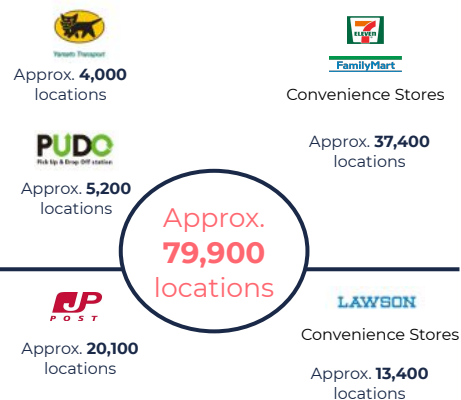 Yamato Transport
Approx. 4,000
locations
PUDO
Pick Up & Drop Off station
Approx. 5,200
locations
7
ELEVEN
FamilyMart
Convenience Stores
Approx. 37,400
locations
Approx.
79,900
locations
JP
POST
Approx. 20,100
locations
LAWSON
Convenience Stores
Approx. 13,400
locations